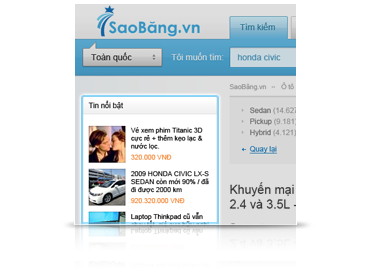 SaoBăng.vn
Tìm kiếm
Toàn quốc
Tôi muốn tìm:
honda civic
SaoBăng.vn ~ Ô tô
Tin nổi bật
Sedan (14.627
Pickup (9.181)
Hybrid (4.121)
Quay lại
Vé xem phim Titanic 3D
cực rẻ + thêm kẹo lạc &
nước lọc.
320.000 VNĐ
2009 HONDA CIVIC LX-S
SEDAN còn mới 90% / đã
đi được 2000 km
920.320.000 VNĐ
Khuyến mại
2.4 và 3.5L -
Laptop Thinkpad cũ vẫn